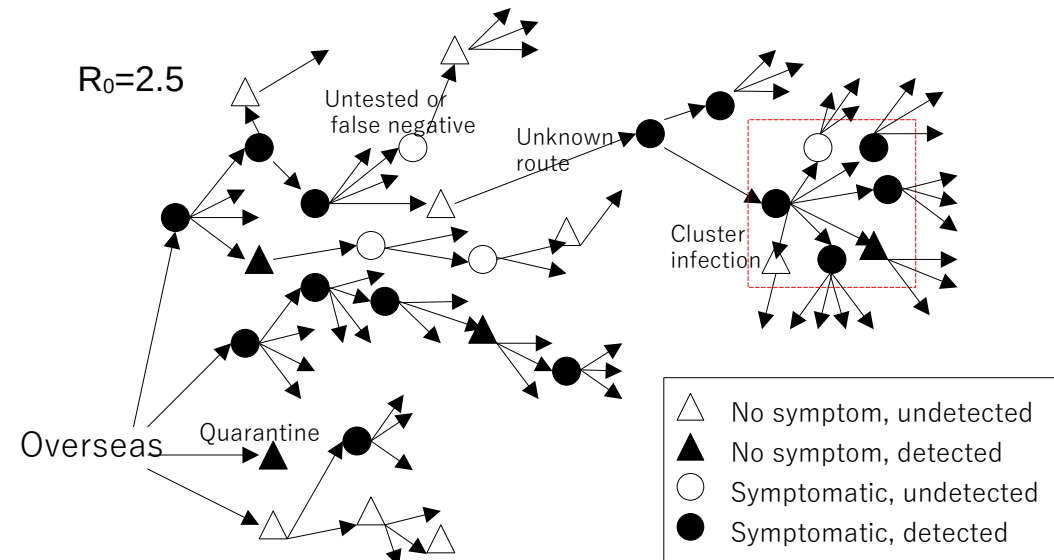 R₀=2.5
Untested or
false negative
Unknown
route
Cluster
infection
Quarantine
Overseas
No symptom, undetected
No symptom, detected
Symptomatic, undetected
Symptomatic, detected